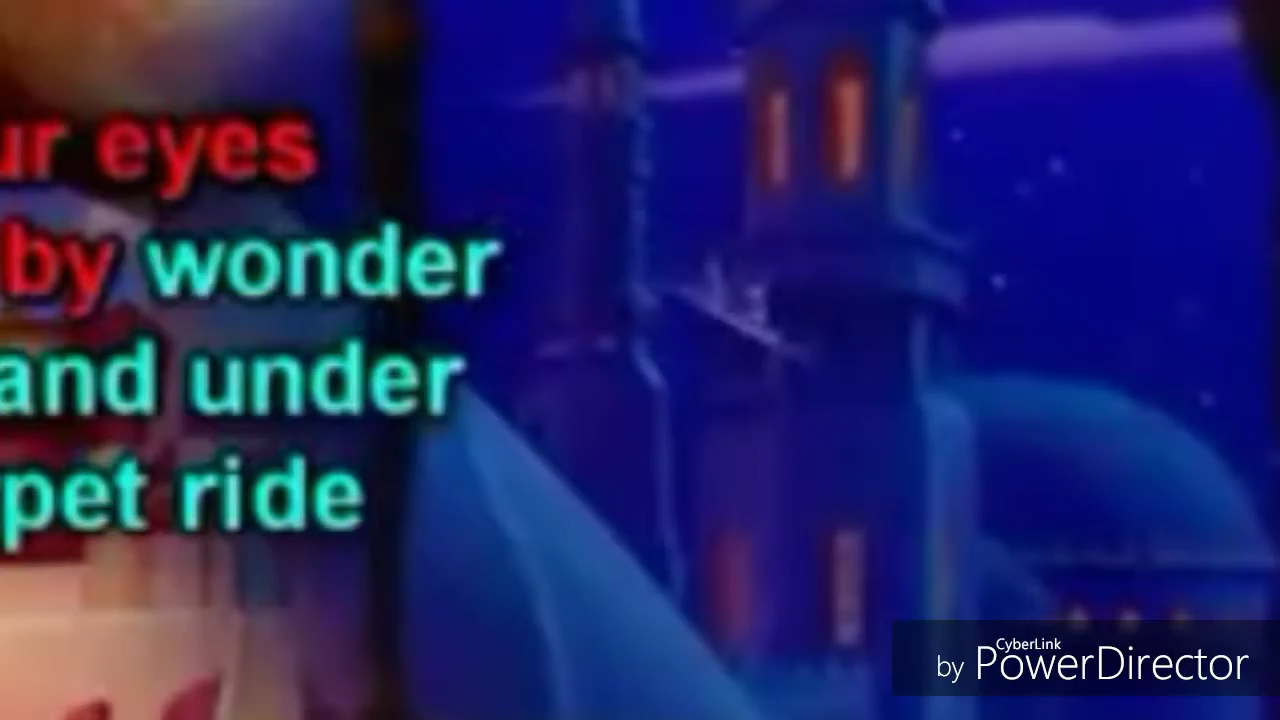 ur eyes
by wonder
and under
pet ride
by CyberLink PowerDirector